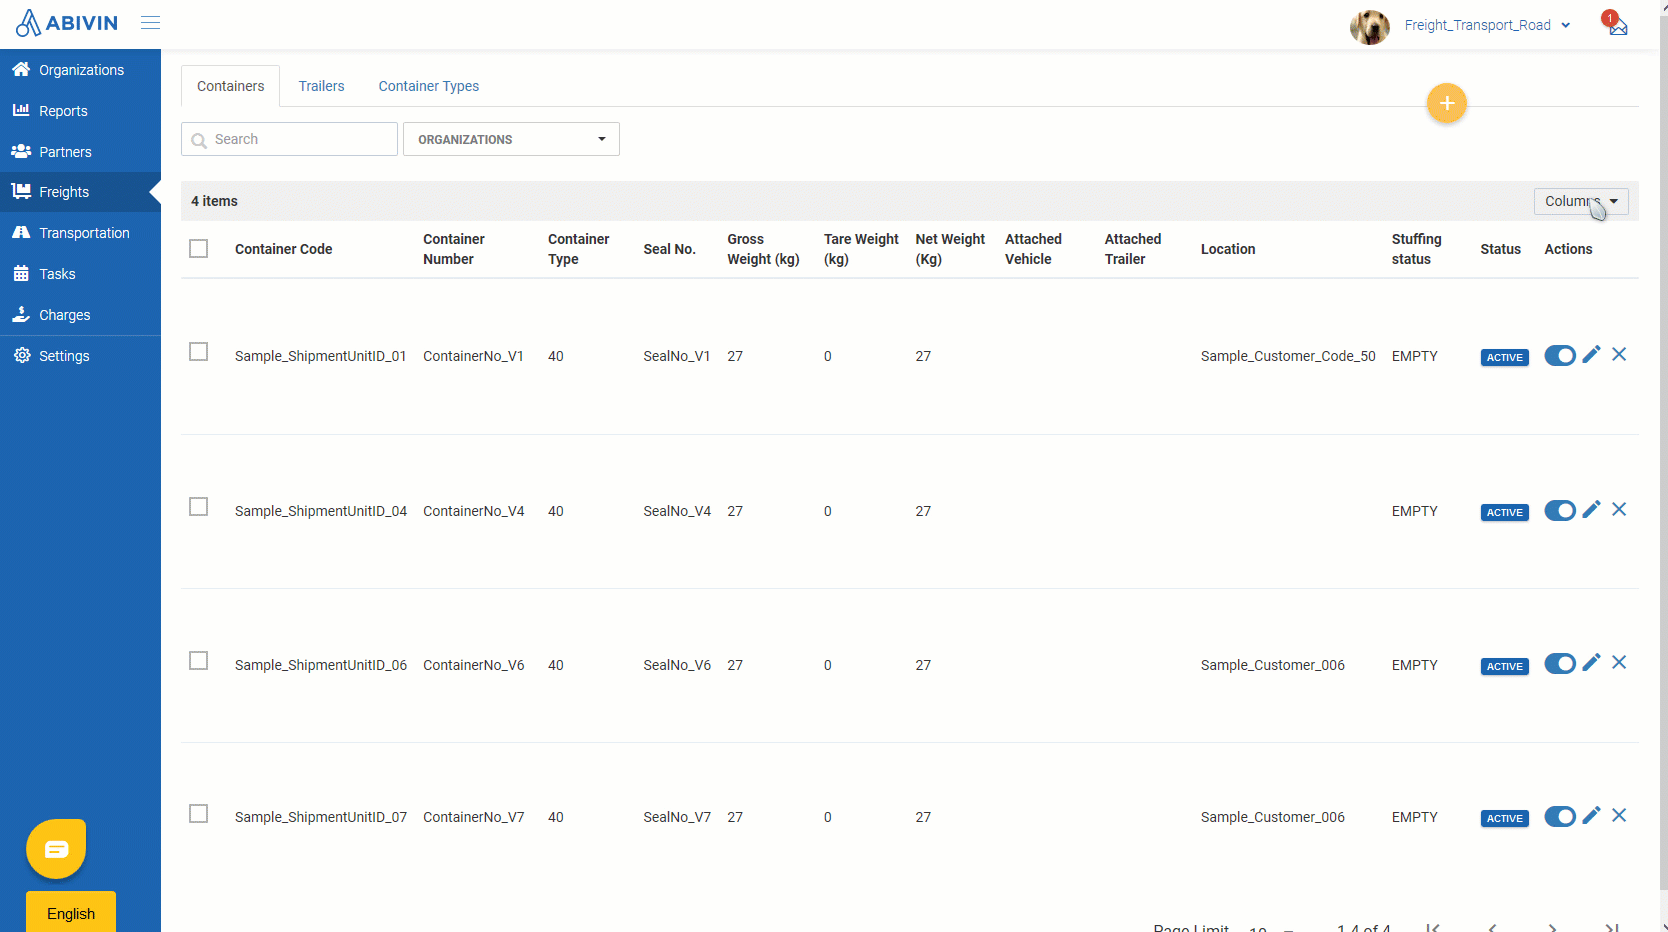 ABIVIN
Freight_Transport_Road
1
Organizations
Reports
Partners
Freights
Transportation
Tasks
Charges
Settings
English
Containers
Trailers
Container Types
+
Search
ORGANIZATIONS
4 items
Columns
Container Code
Container Number
Container Type
Seal No.
Gross Weight (kg)
Tare Weight (kg)
Net Weight (Kg)
Attached Vehicle
Attached Trailer
Location
Stuffing status
Status
Actions
Sample_ShipmentUnitID_01 ContainerNo_V1 40 SealNo_V1 27 0 27 Sample_Customer_Code_50 EMPTY ACTIVE
Sample_ShipmentUnitID_04 ContainerNo_V4 40 SealNo_V4 27 0 27 EMPTY ACTIVE
Sample_ShipmentUnitID_06 ContainerNo_V6 40 SealNo_V6 27 0 27 Sample_Customer_006 EMPTY ACTIVE
Sample_ShipmentUnitID_07 ContainerNo_V7 40 SealNo_V7 27 0 27 Sample_Customer_006 EMPTY ACTIVE
Page Limit 10 1-4 of 4